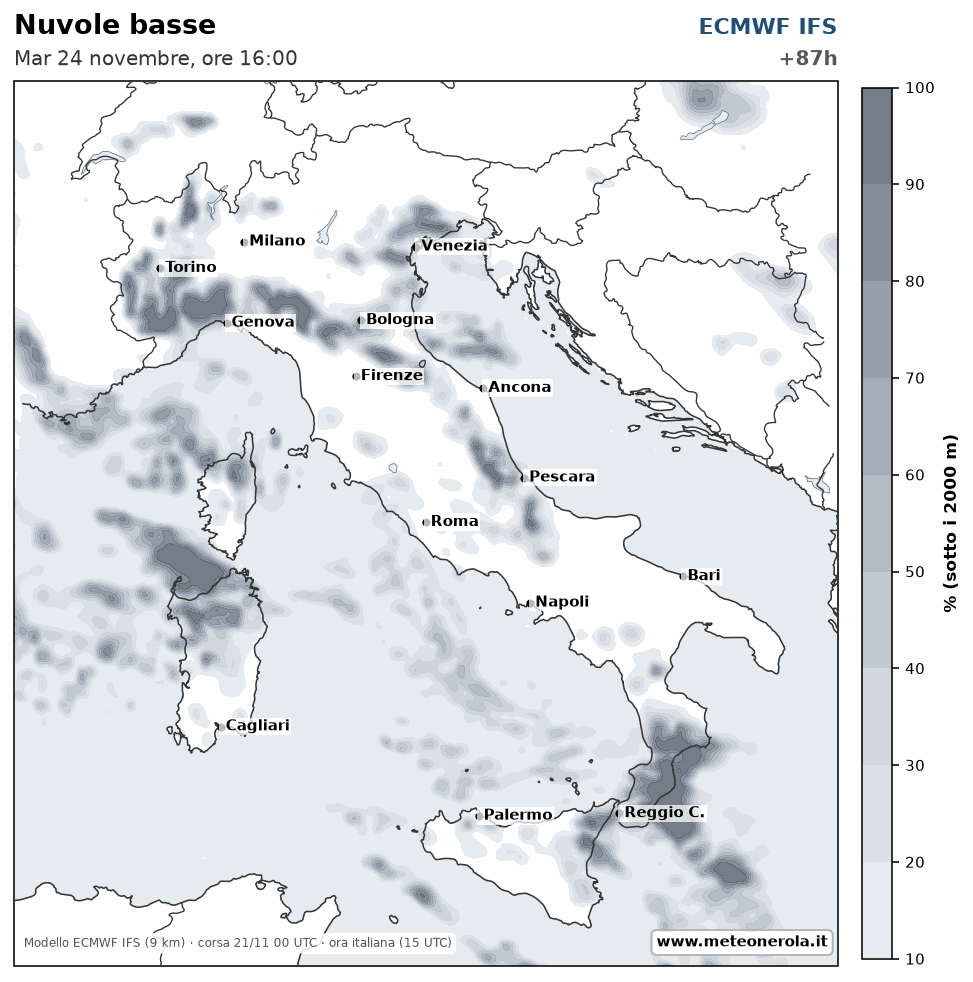 Nuvole basse
ECMWF IFS
Mar 24 novembre, ore 16:00
+87h
Milano
Venezia
Torino
Genova
Bologna
Firenze
Ancona
Pescara
Roma
Bari
Napoli
Cagliari
Palermo
Reggio C.
Modello ECMWF IFS (9 km) · corsa 21/11 00 UTC · ora italiana (15 UTC)
www.meteonerola.it
100
90
80
70
60
50
40
30
20
10
% (sotto i 2000 m)